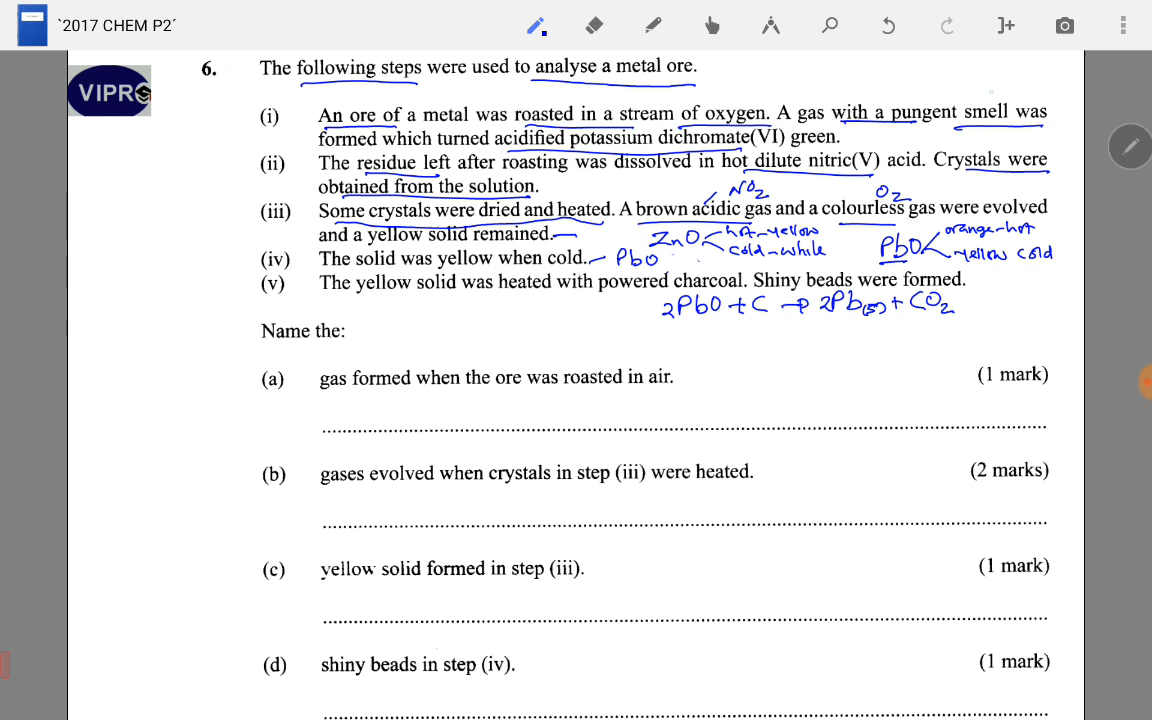 `2017 CHEM P2´
VIPRO
6. The following steps were used to analyse a metal ore.
(i) An ore of a metal was roasted in a stream of oxygen. A gas with a pungent smell was
formed which turned acidified potassium dichromate(VI) green.
(ii) The residue left after roasting was dissolved in hot dilute nitric(V) acid. Crystals were
obtained from the solution.
NO2 O2
(iii) Some crystals were dried and heated. A brown acidic gas and a colourless gas were evolved
and a yellow solid remained.
ZnO hot-yellow
cold-while
PbO orange-hot
yellow cold
(iv) The solid was yellow when cold. PbO
(v) The yellow solid was heated with powered charcoal. Shiny beads were formed.
2PbO + C → 2Pb(s) + CO2
Name the:
(a) gas formed when the ore was roasted in air. (1 mark)
(b) gases evolved when crystals in step (iii) were heated. (2 marks)
(c) yellow solid formed in step (iii). (1 mark)
(d) shiny beads in step (iv). (1 mark)